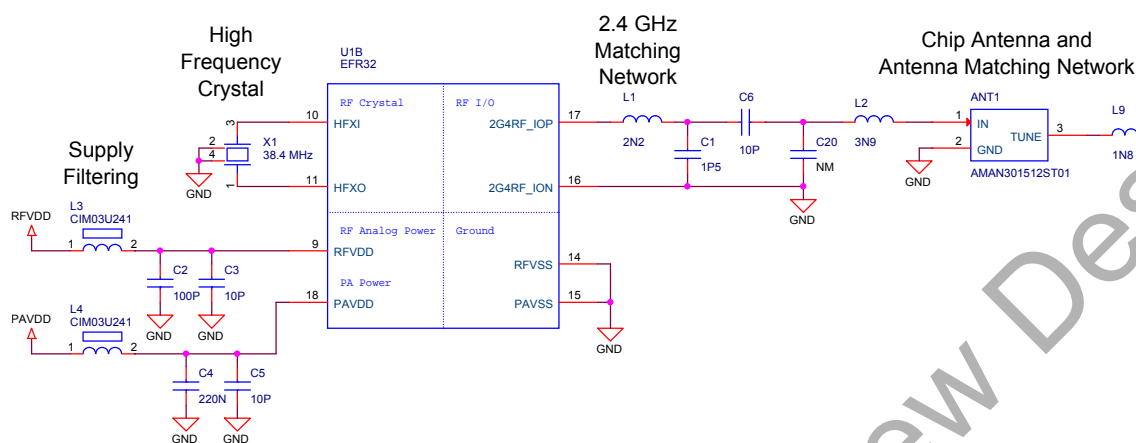 High
Frequency
Crystal
2.4 GHz
Matching
Network
Chip Antenna and
Antenna Matching Network
Supply
Filtering
U1B
EFR32
RF Crystal
RF I/O
10
HFXI
3
2
4
1
X1
38.4 MHz
GND
11
HFXO
17
2G4RF_IOP
16
2G4RF_ION
L1
2N2
C1
1P5
C6
10P
C20
NM
GND
L2
3N9
ANT1
1
IN
2
GND
TUNE
3
AMAN301512ST01
GND
L9
1N8
RFVDD
L3
CIM03U241
1
2
C2
100P
GND
C3
10P
GND
RF Analog Power
9
RFVDD
PA Power
18
PAVDD
Ground
RFVSS
14
PAVSS
15
GND
PAVDD
L4
CIM03U241
1
2
C4
220N
GND
C5
10P
GND
ew Des